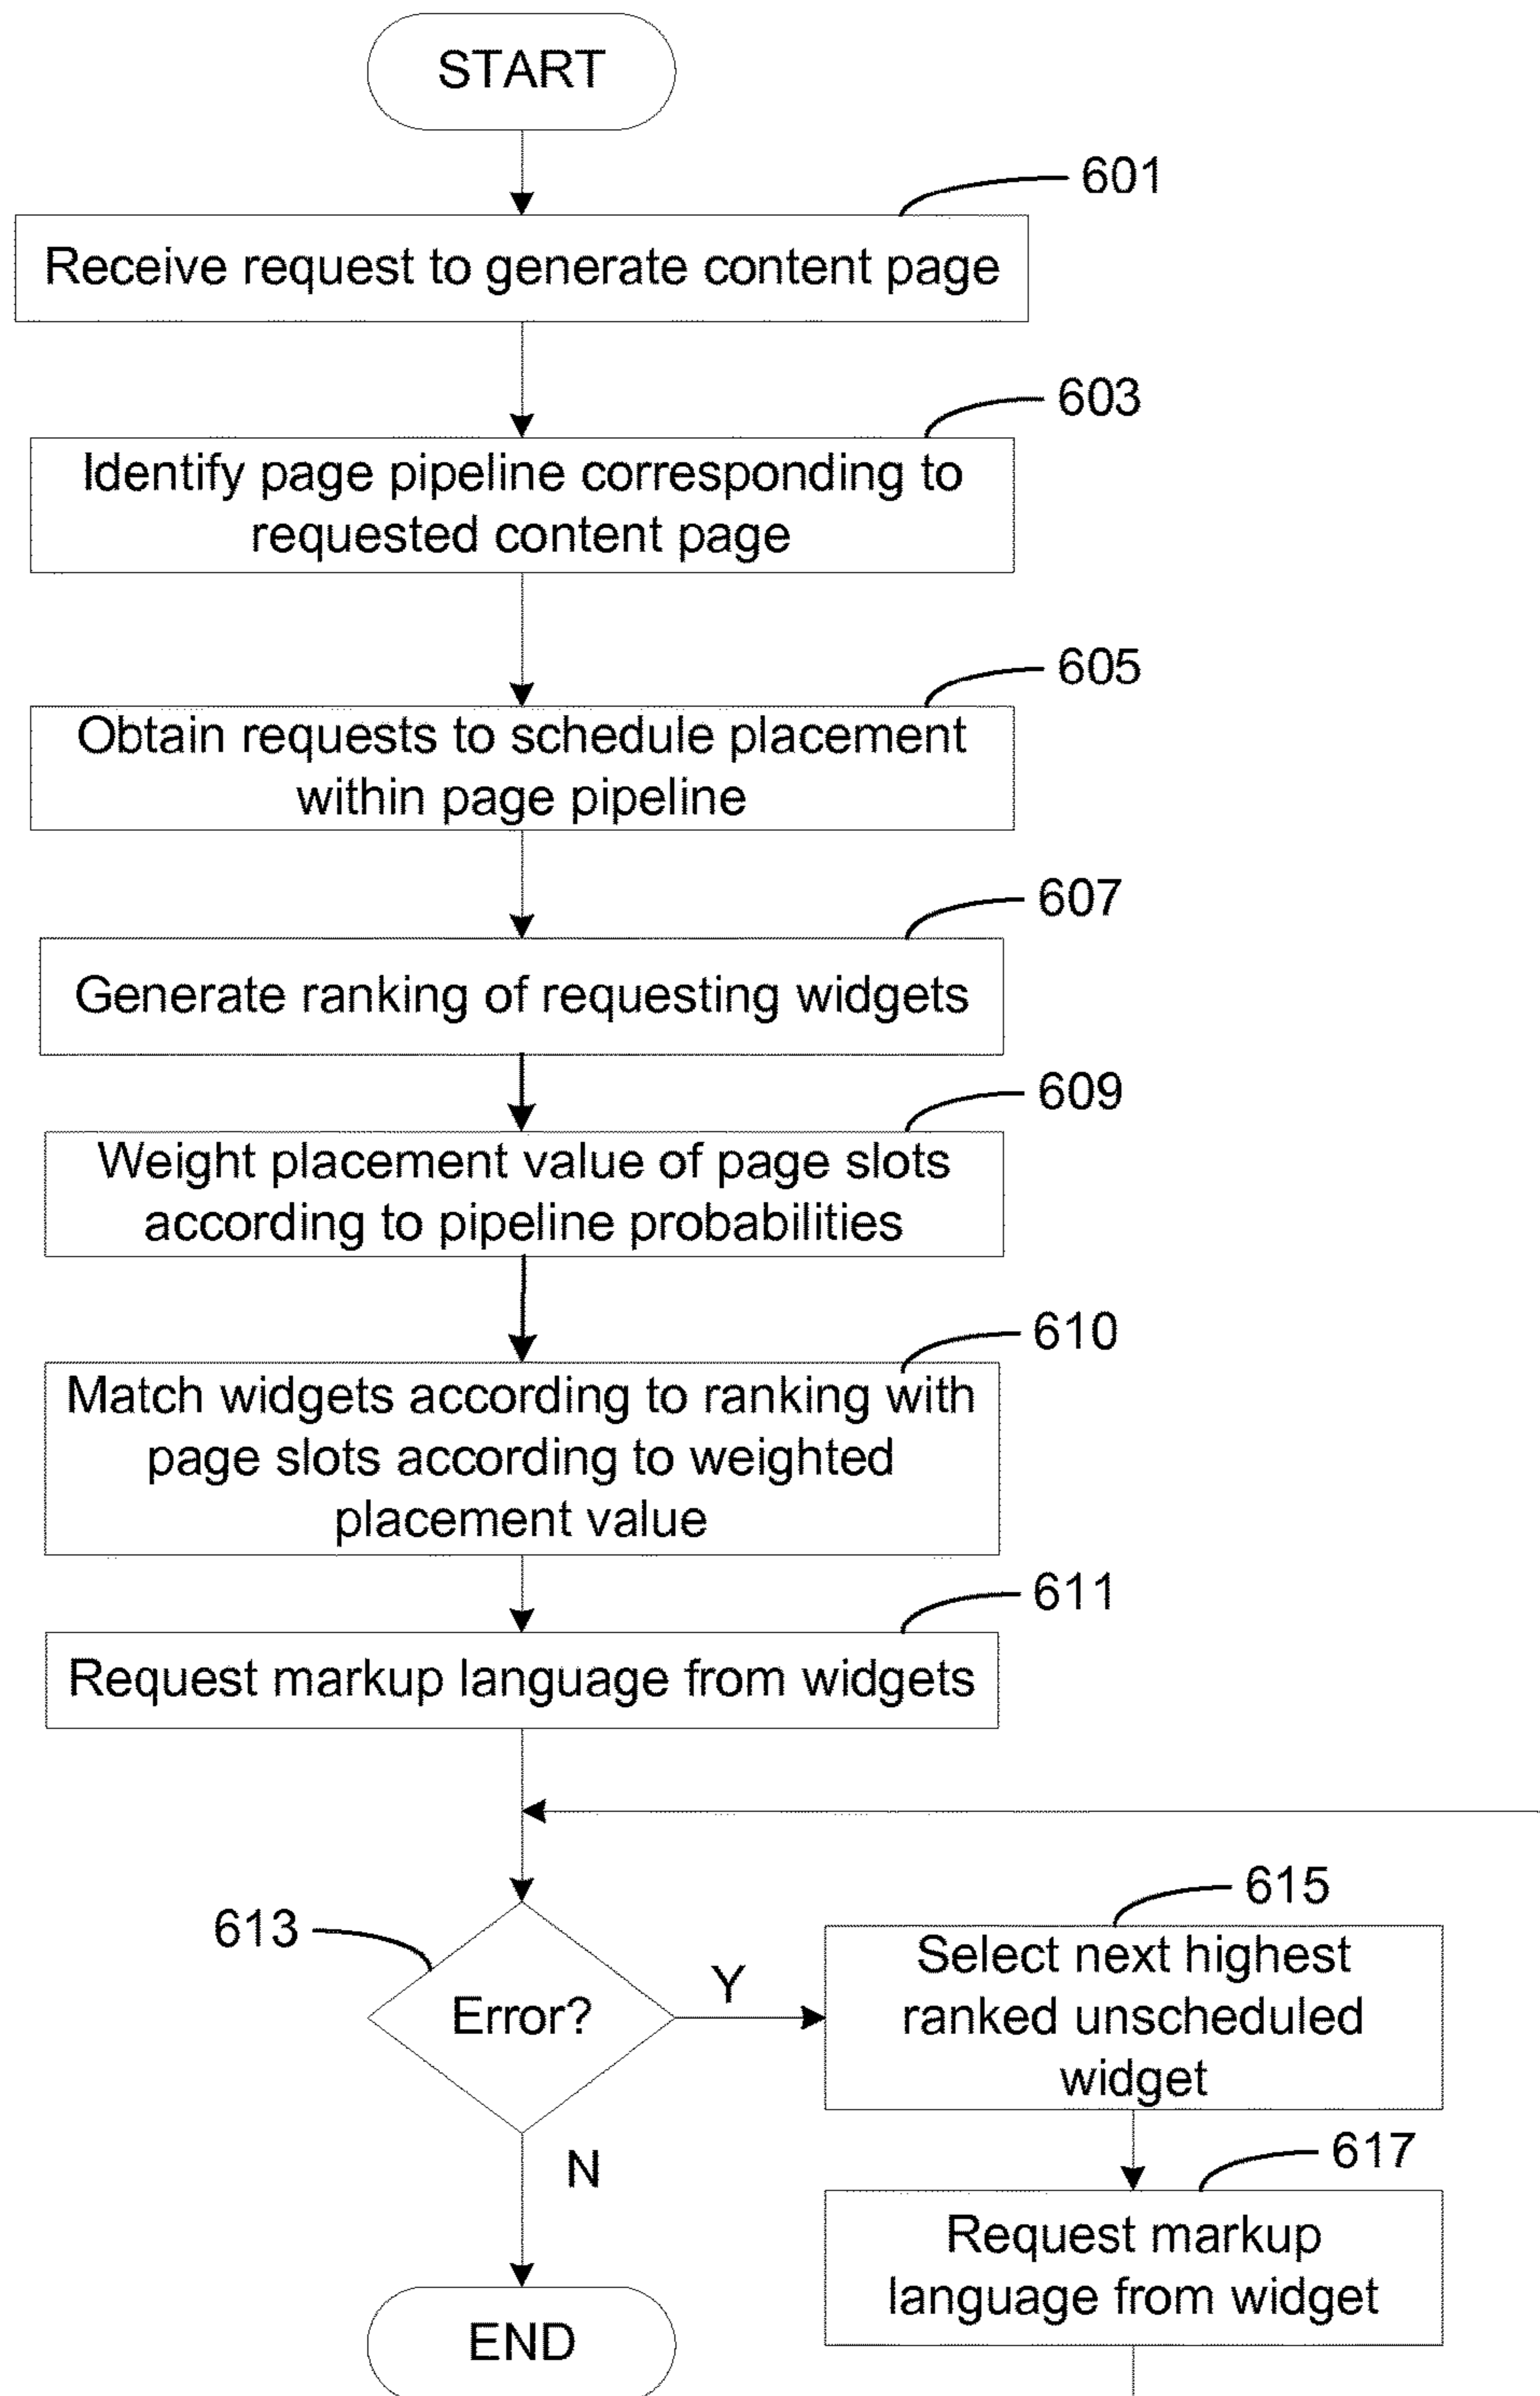 START
601
Receive request to generate content page
603
Identify page pipeline corresponding to
requested content page
605
Obtain requests to schedule placement
within page pipeline
607
Generate ranking of requesting widgets
609
Weight placement value of page slots
according to pipeline probabilities
610
Match widgets according to ranking with
page slots according to weighted
placement value
611
Request markup language from widgets
613
Error?
Y
615
Select next highest
ranked unscheduled
widget
N
617
Request markup
language from widget
END